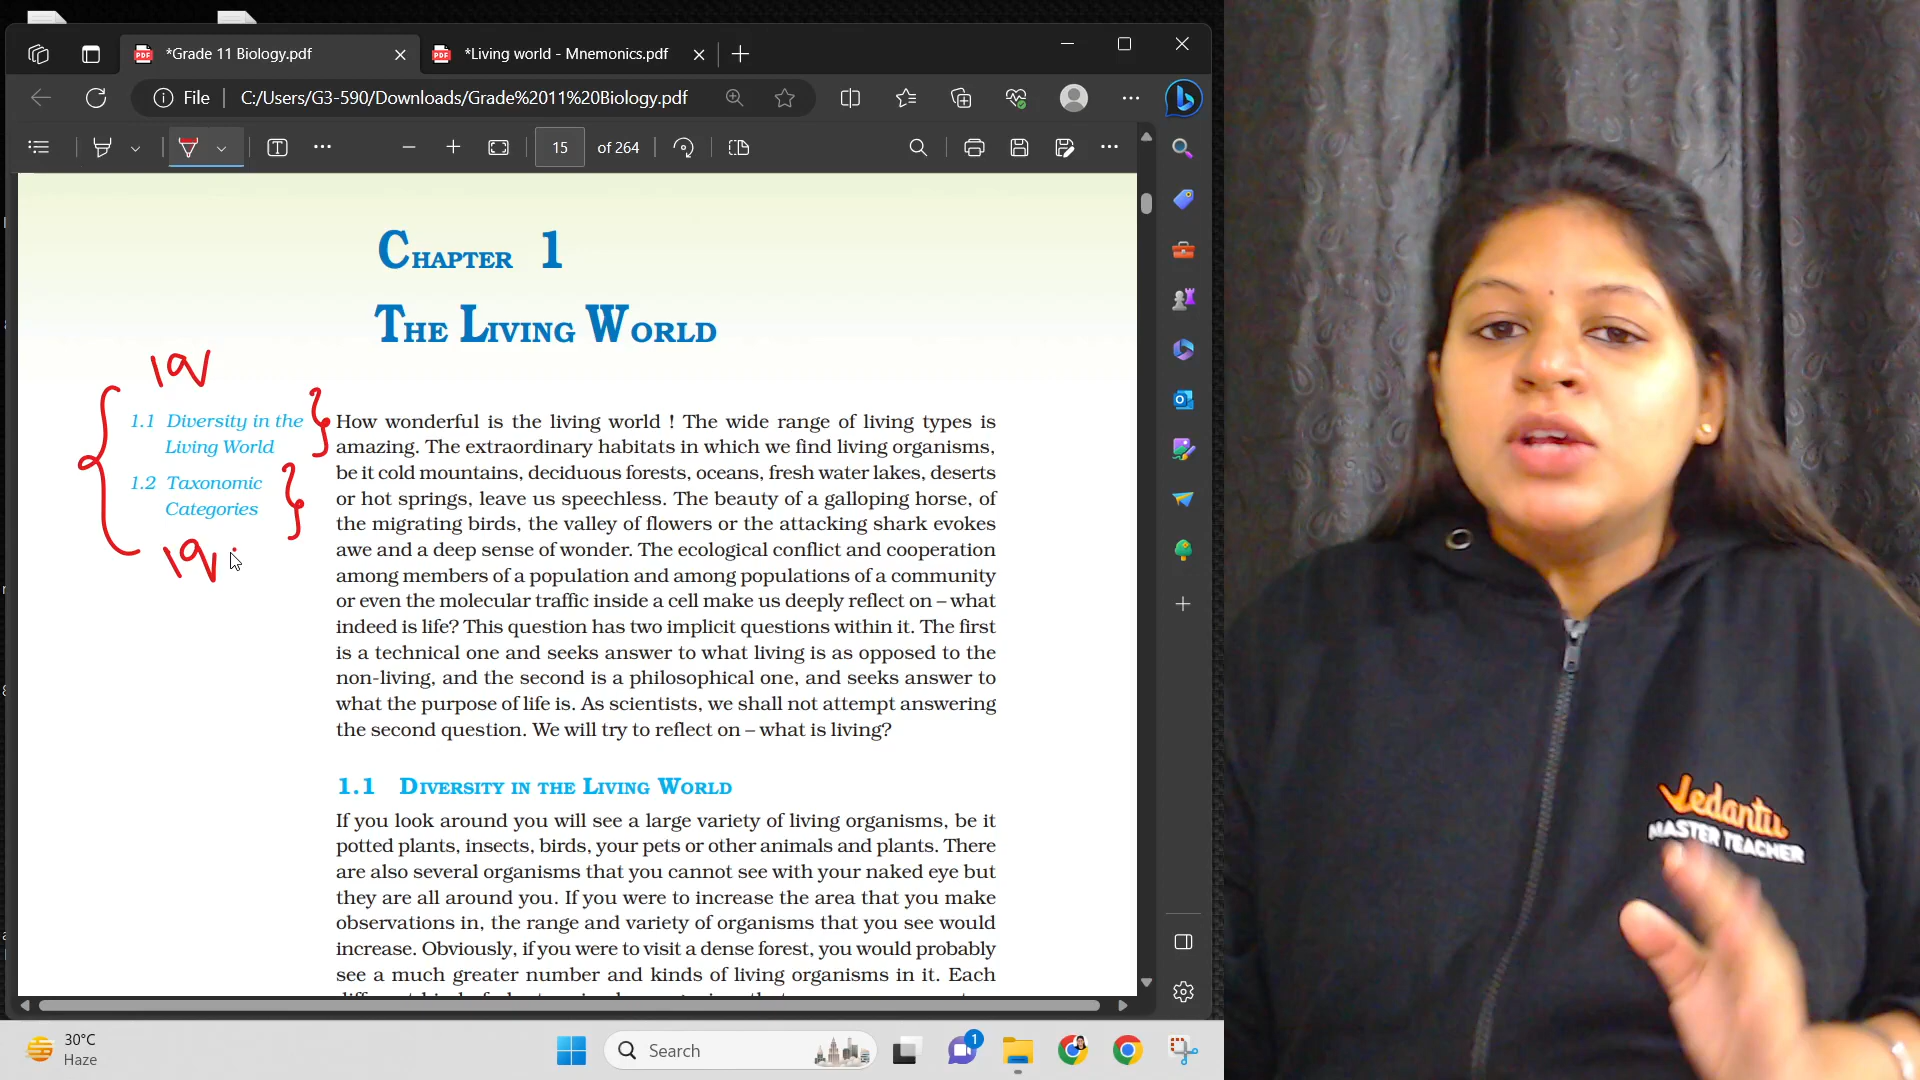 *Grade 11 Biology.pdf
*Living world - Mnemonics.pdf
File
C:/Users/G3-590/Downloads/Grade%2011%20Biology.pdf
15 of 264
CHAPTER 1
THE LIVING WORLD
1Q
1.1 Diversity in the
Living World
1.2 Taxonomic
Categories
1Q
How wonderful is the living world ! The wide range of living types is
amazing. The extraordinary habitats in which we find living organisms,
be it cold mountains, deciduous forests, oceans, fresh water lakes, deserts
or hot springs, leave us speechless. The beauty of a galloping horse, of
the migrating birds, the valley of flowers or the attacking shark evokes
awe and a deep sense of wonder. The ecological conflict and cooperation
among members of a population and among populations of a community
or even the molecular traffic inside a cell make us deeply reflect on – what
indeed is life? This question has two implicit questions within it. The first
is a technical one and seeks answer to what living is as opposed to the
non-living, and the second is a philosophical one, and seeks answer to
what the purpose of life is. As scientists, we shall not attempt answering
the second question. We will try to reflect on – what is living?
1.1 DIVERSITY IN THE LIVING WORLD
If you look around you will see a large variety of living organisms, be it
potted plants, insects, birds, your pets or other animals and plants. There
are also several organisms that you cannot see with your naked eye but
they are all around you. If you were to increase the area that you make
observations in, the range and variety of organisms that you see would
increase. Obviously, if you were to visit a dense forest, you would probably
see a much greater number and kinds of living organisms in it. Each
Vedantu
MASTER TEACHER
30°C
Haze
Search
1